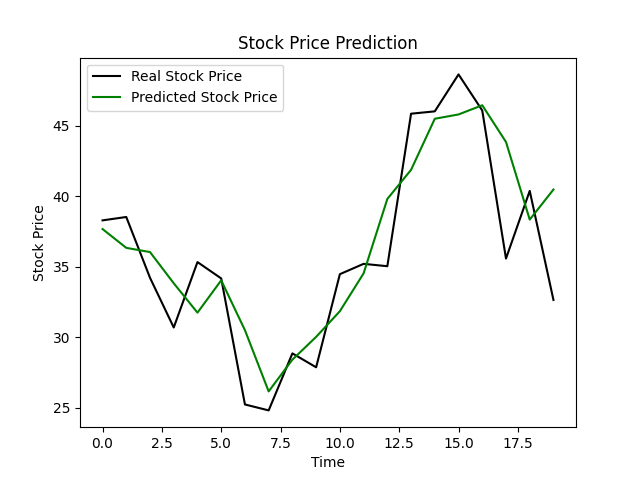 Stock Price Prediction
Real Stock Price
Predicted Stock Price
Stock Price
45
40
35
30
25
0.0 2.5 5.0 7.5 10.0 12.5 15.0 17.5
Time